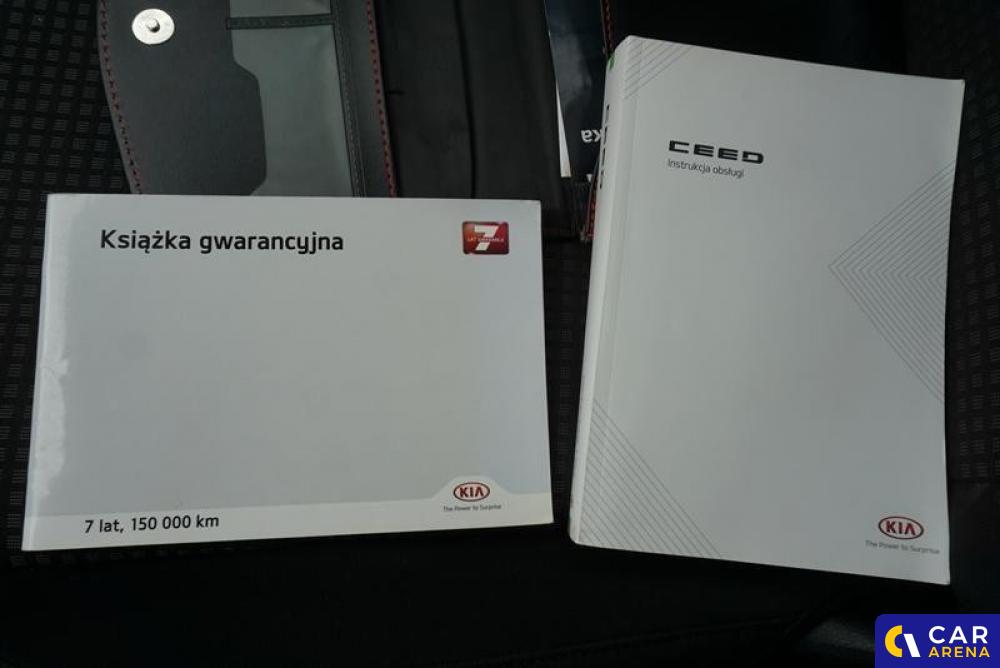 Książka gwarancyjna
7
LAT GWARANCJI
7 lat, 150 000 km
KIA
The Power to Surprise
CEED
Instrukcja obsługi
KIA
The Power to Surprise
CAR
ARENA